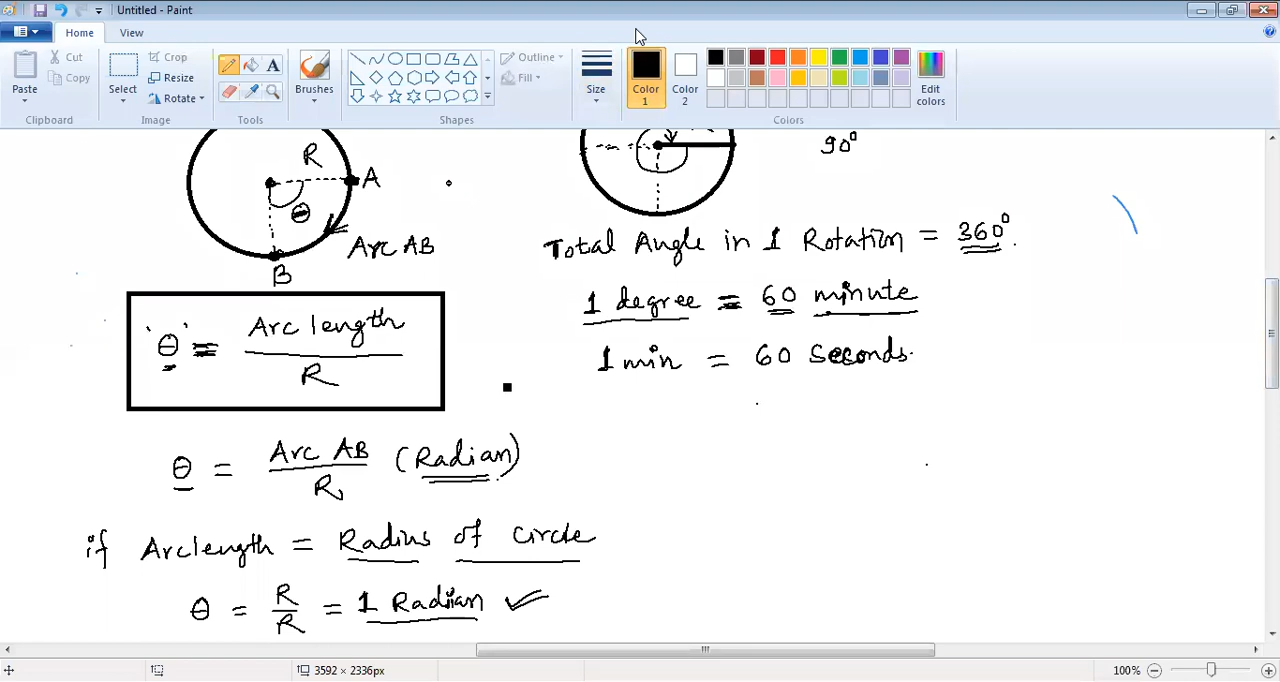 Untitled - Paint
Home View
Paste
Cut
Copy
Clipboard
Select
Crop
Resize
Rotate
Image
A
Tools
Brushes
Outline
Fill
Shapes
Size
Color
1
Color
2
Edit
colors
Colors
R
A
θ
Arc AB
B
90°
Total Angle in 1 Rotation = 360°.
1 degree = 60 minute
1 min = 60 Seconds.
'θ' = Arc length
R
θ = Arc AB (Radian)
R
if Arc length = Radius of Circle
θ = R = 1 Radian ✓
R
3592 × 2336px
100%